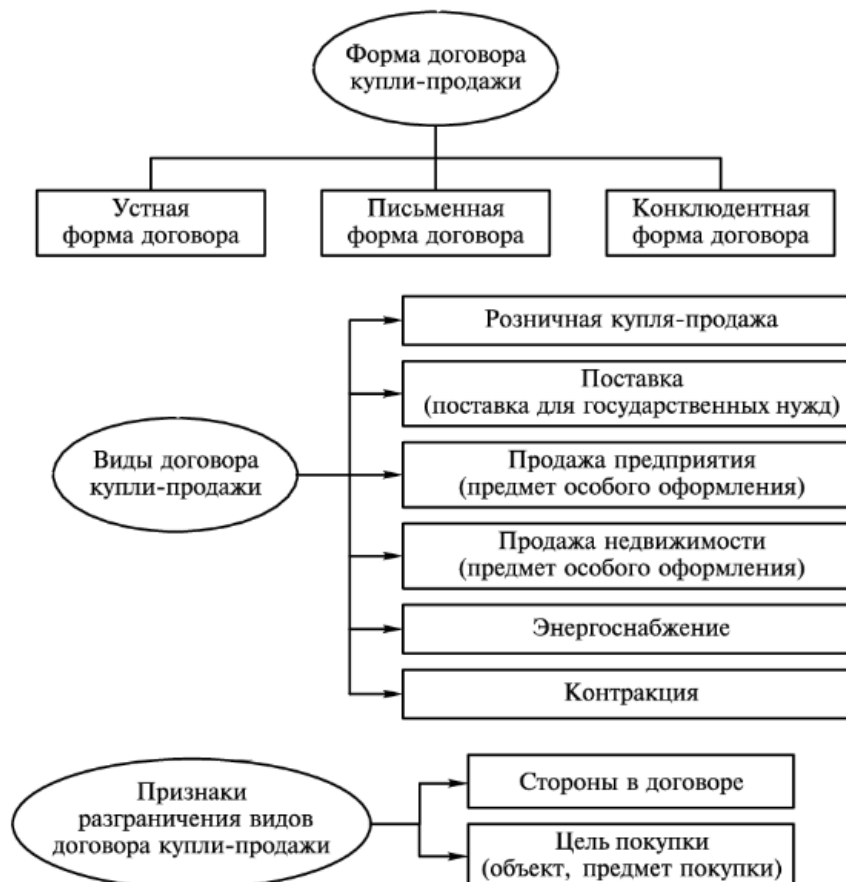 Форма договора
купли-продажи
Устная
форма договора
Письменная
форма договора
Конклюдентная
форма договора
Розничная купля-продажа
Поставка
(поставка для государственных нужд)
Виды договора
купли-продажи
Продажа предприятия
(предмет особого оформления)
Продажа недвижимости
(предмет особого оформления)
Энергоснабжение
Контракция
Признаки
разграничения видов
договора купли-продажи
Стороны в договоре
Цель покупки
(объект, предмет покупки)